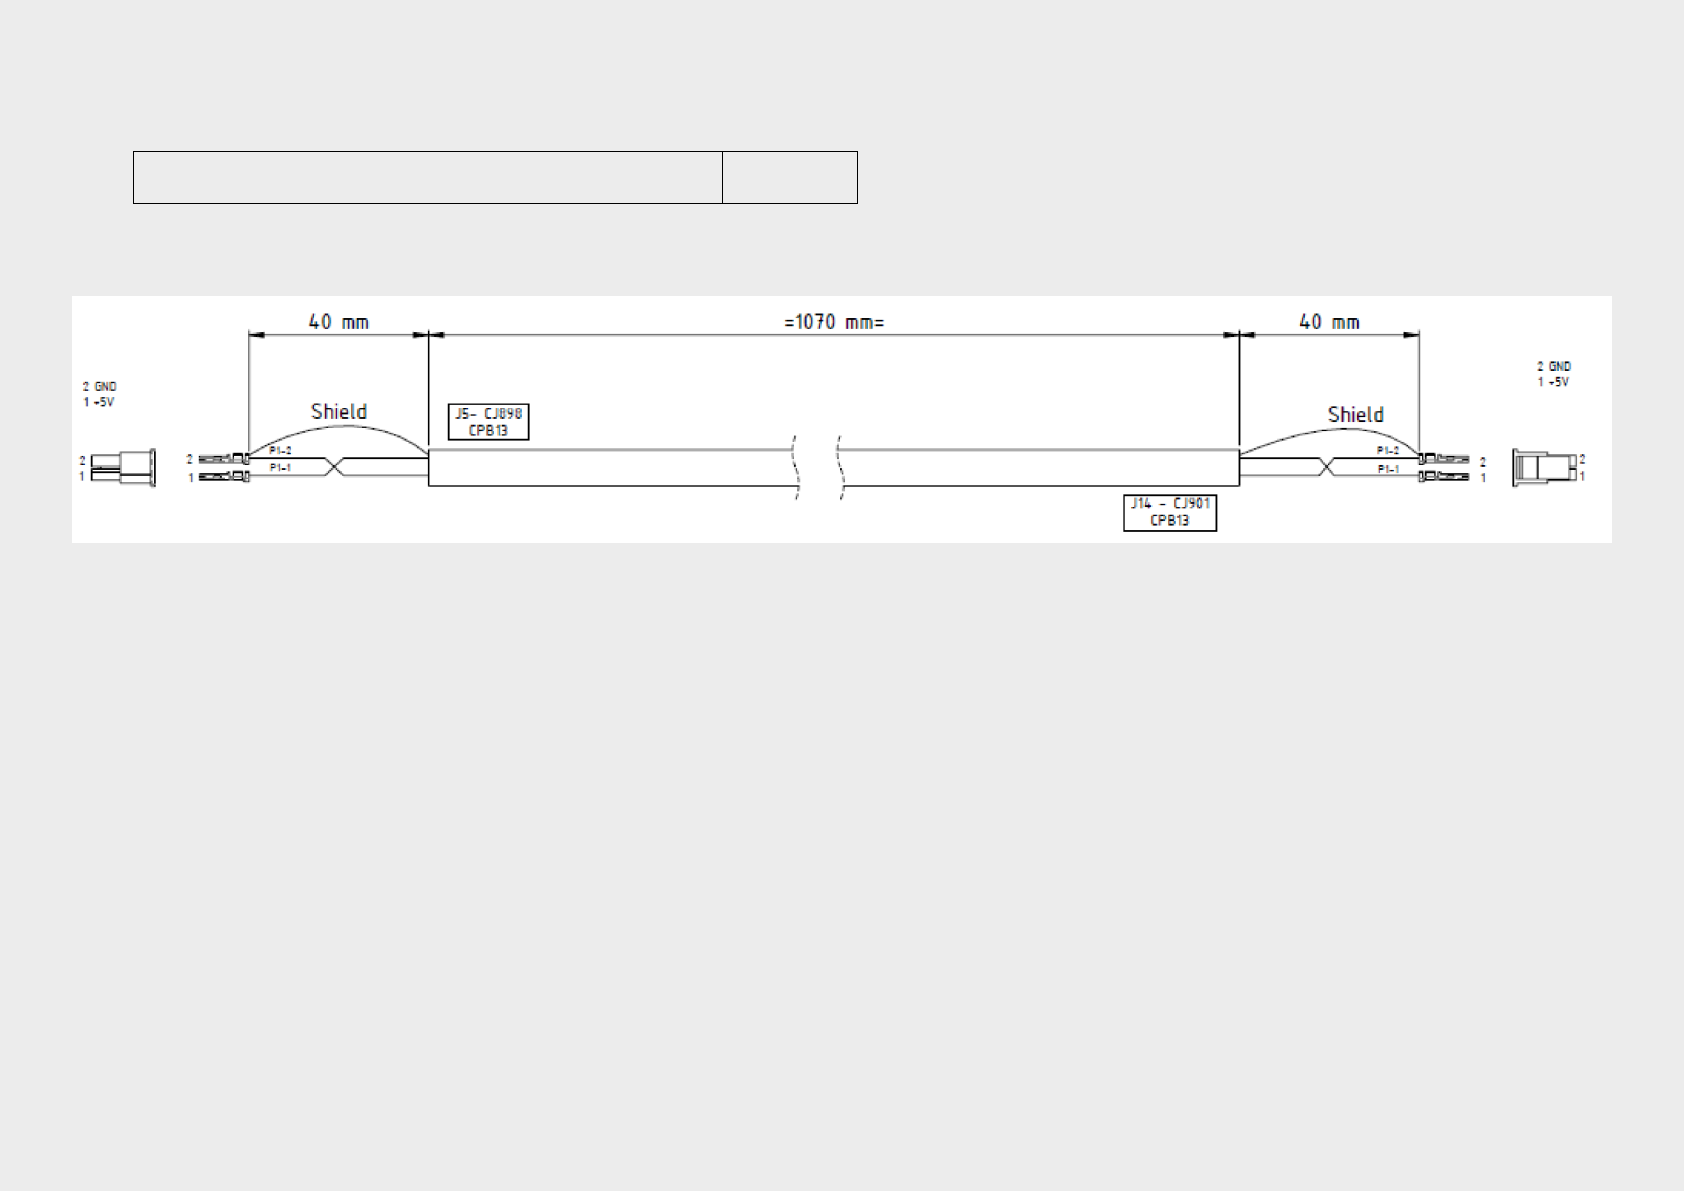 40 mm
=1070 mm=
40 mm
2 GND
1 +5V
2 GND
1 +5V
Shield
J5- CJ898
CPB13
Shield
P1-2
P1-2
2
1
2
1
P1-1
P1-1
2
1
2
1
J14 - CJ901
CPB13